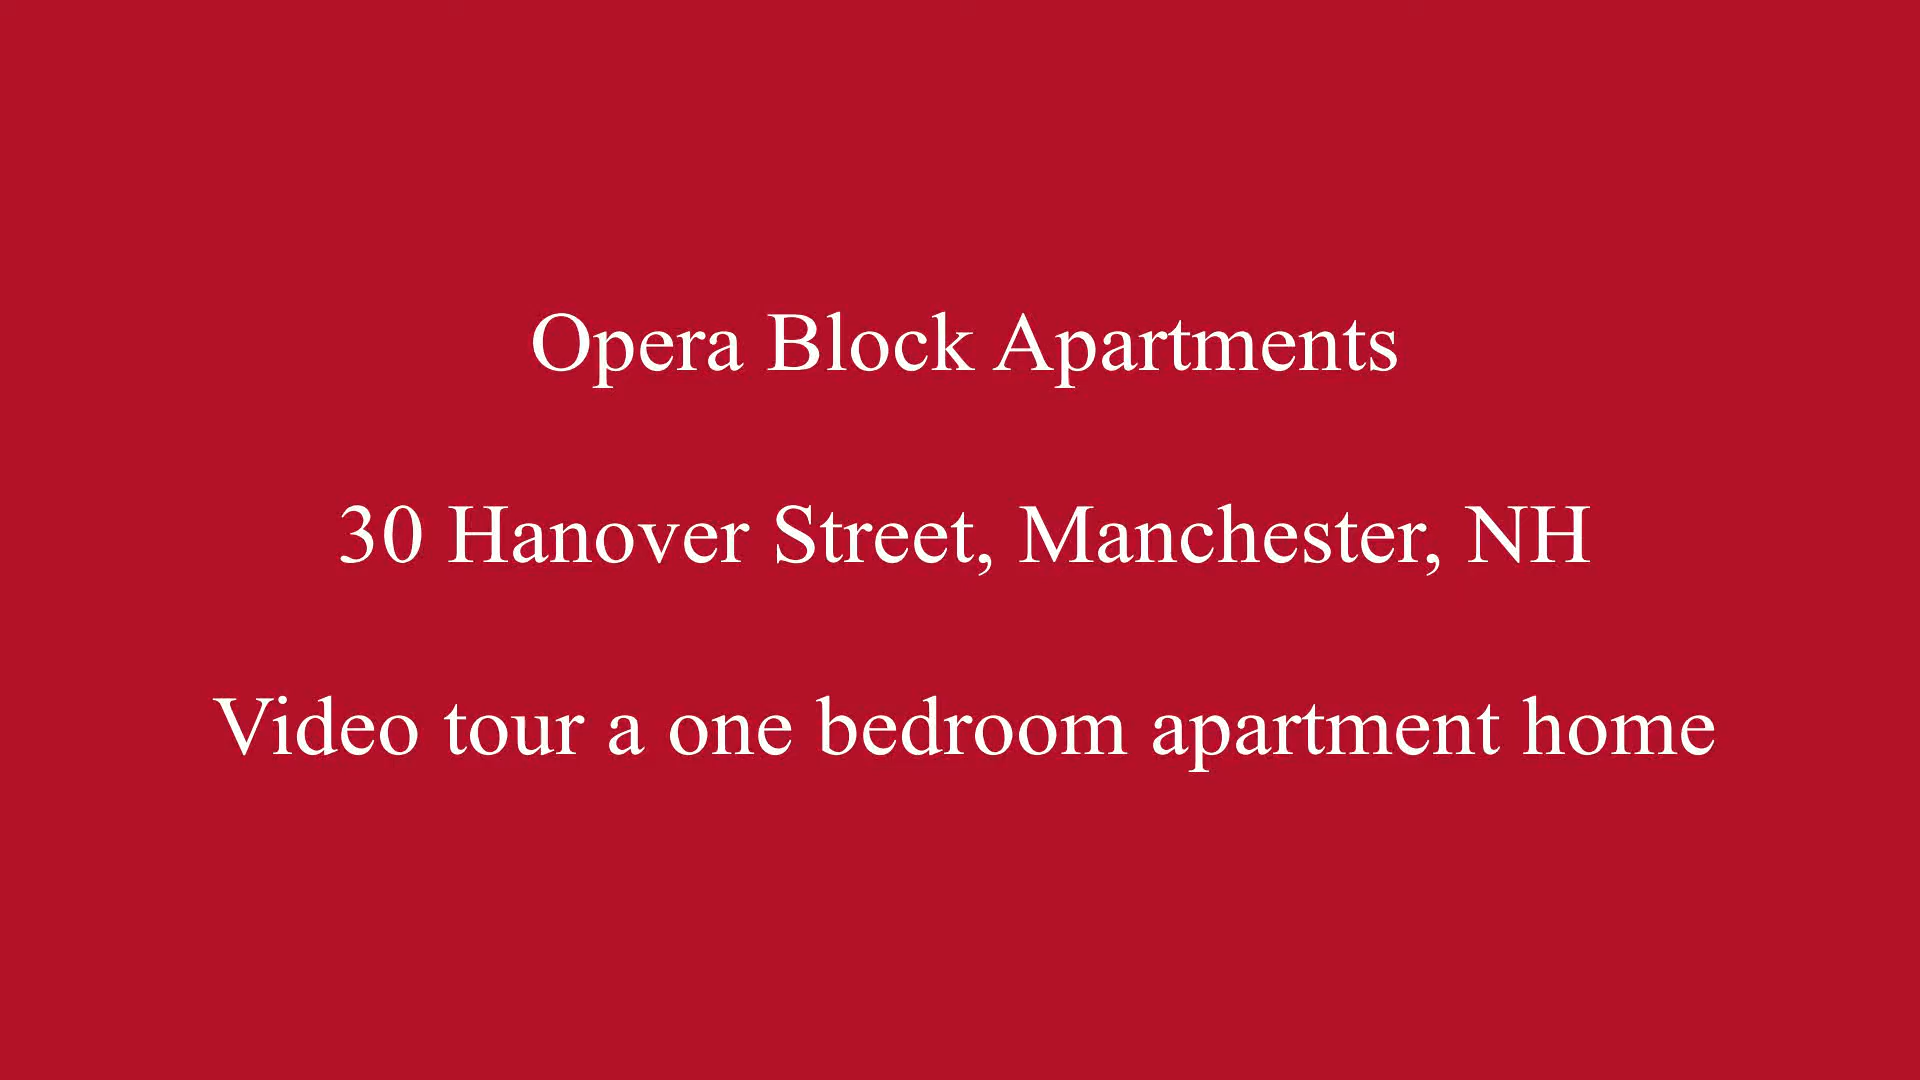 Opera Block Apartments
30 Hanover Street, Manchester, NH
Video tour a one bedroom apartment home